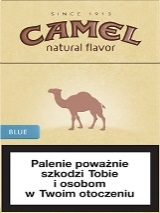 SINCE 1913
CAMEL
natural flavor
BLUE
Palenie poważnie
szkodzi Tobie
i osobom
w Twoim otoczeniu